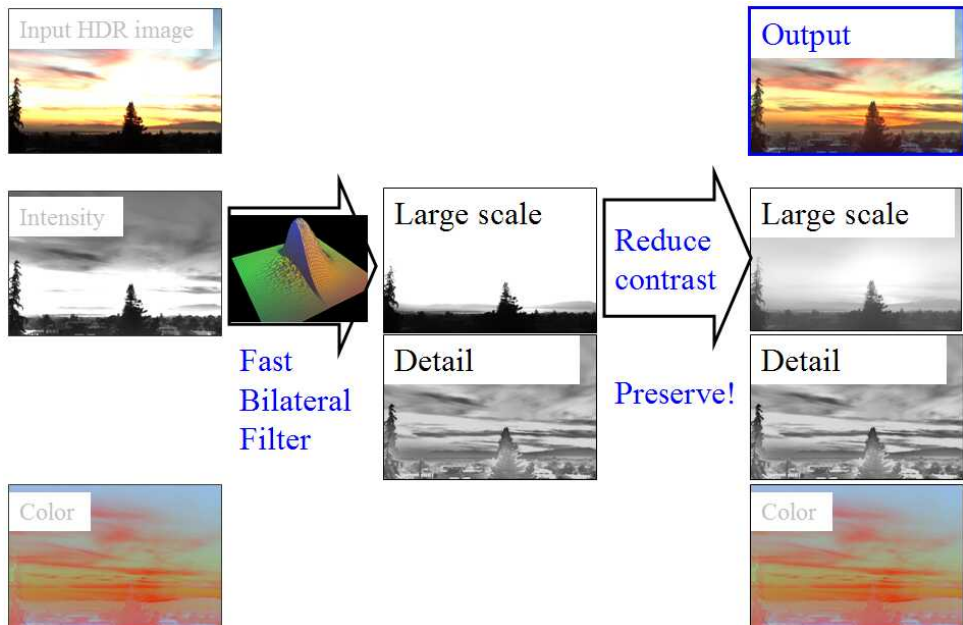 Input HDR image
Output
Intensity
Large scale
Reduce
contrast
Large scale
Fast
Bilateral
Filter
Detail
Preserve!
Detail
Color
Color